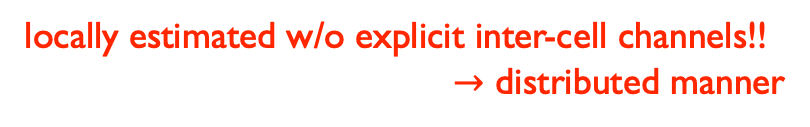 locally estimated w/o explicit inter-cell channels!!
→ distributed manner